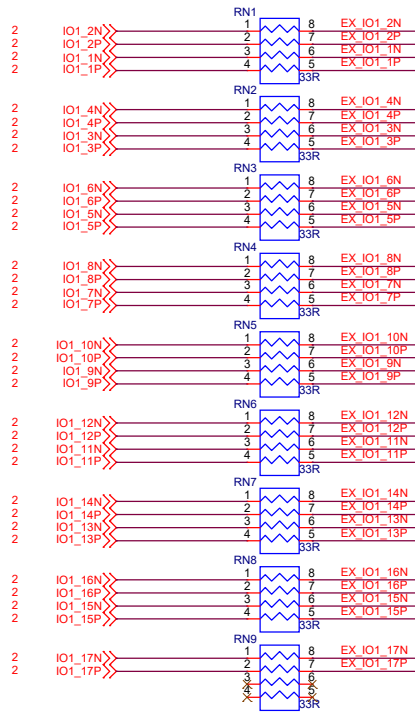 RN1
2 IO1_2N 1 8 EX_IO1_2N
2 IO1_2P 2 7 EX_IO1_2P
2 IO1_1N 3 6 EX_IO1_1N
2 IO1_1P 4 5 EX_IO1_1P
33R
RN2
2 IO1_4N 1 8 EX_IO1_4N
2 IO1_4P 2 7 EX_IO1_4P
2 IO1_3N 3 6 EX_IO1_3N
2 IO1_3P 4 5 EX_IO1_3P
33R
RN3
2 IO1_6N 1 8 EX_IO1_6N
2 IO1_6P 2 7 EX_IO1_6P
2 IO1_5N 3 6 EX_IO1_5N
2 IO1_5P 4 5 EX_IO1_5P
33R
RN4
2 IO1_8N 1 8 EX_IO1_8N
2 IO1_8P 2 7 EX_IO1_8P
2 IO1_7N 3 6 EX_IO1_7N
2 IO1_7P 4 5 EX_IO1_7P
33R
RN5
2 IO1_10N 1 8 EX_IO1_10N
2 IO1_10P 2 7 EX_IO1_10P
2 IO1_9N 3 6 EX_IO1_9N
2 IO1_9P 4 5 EX_IO1_9P
33R
RN6
2 IO1_12N 1 8 EX_IO1_12N
2 IO1_12P 2 7 EX_IO1_12P
2 IO1_11N 3 6 EX_IO1_11N
2 IO1_11P 4 5 EX_IO1_11P
33R
RN7
2 IO1_14N 1 8 EX_IO1_14N
2 IO1_14P 2 7 EX_IO1_14P
2 IO1_13N 3 6 EX_IO1_13N
2 IO1_13P 4 5 EX_IO1_13P
33R
RN8
2 IO1_16N 1 8 EX_IO1_16N
2 IO1_16P 2 7 EX_IO1_16P
2 IO1_15N 3 6 EX_IO1_15N
2 IO1_15P 4 5 EX_IO1_15P
33R
RN9
2 IO1_17N 1 8 EX_IO1_17N
2 IO1_17P 2 7 EX_IO1_17P
3 6
4 5
33R